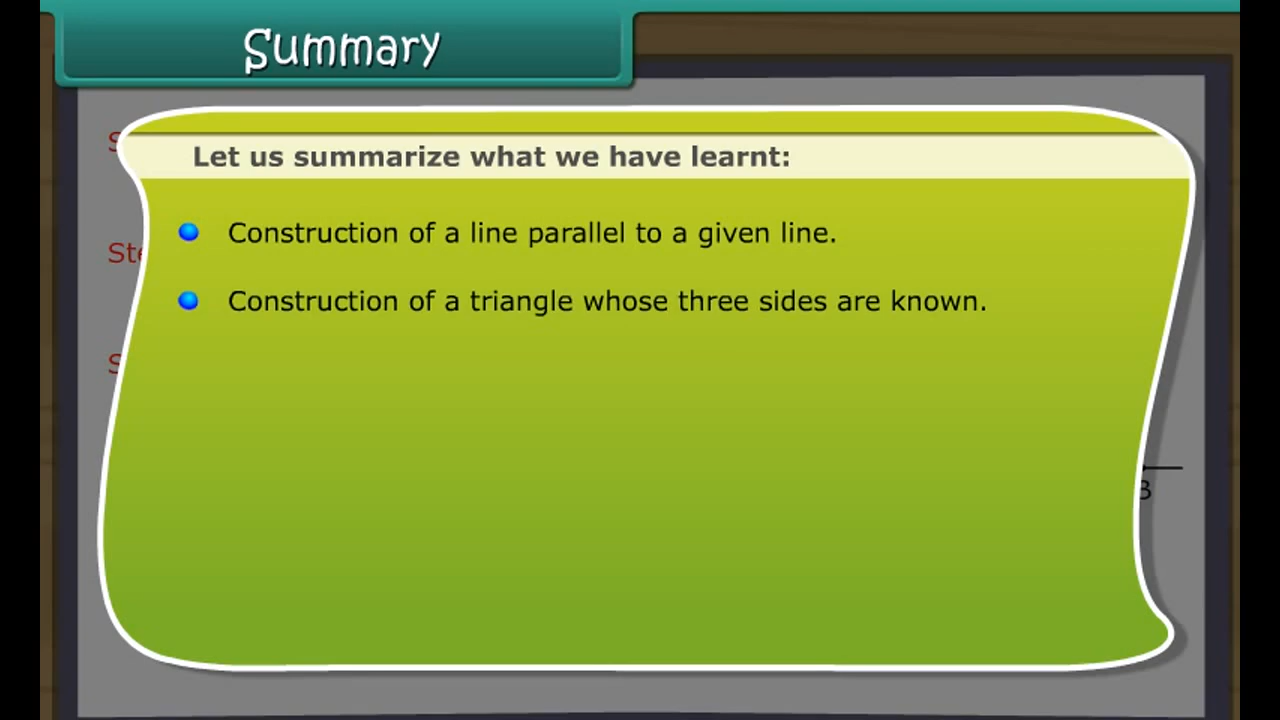 Summary
Let us summarize what we have learnt:
Construction of a line parallel to a given line.
Construction of a triangle whose three sides are known.
B